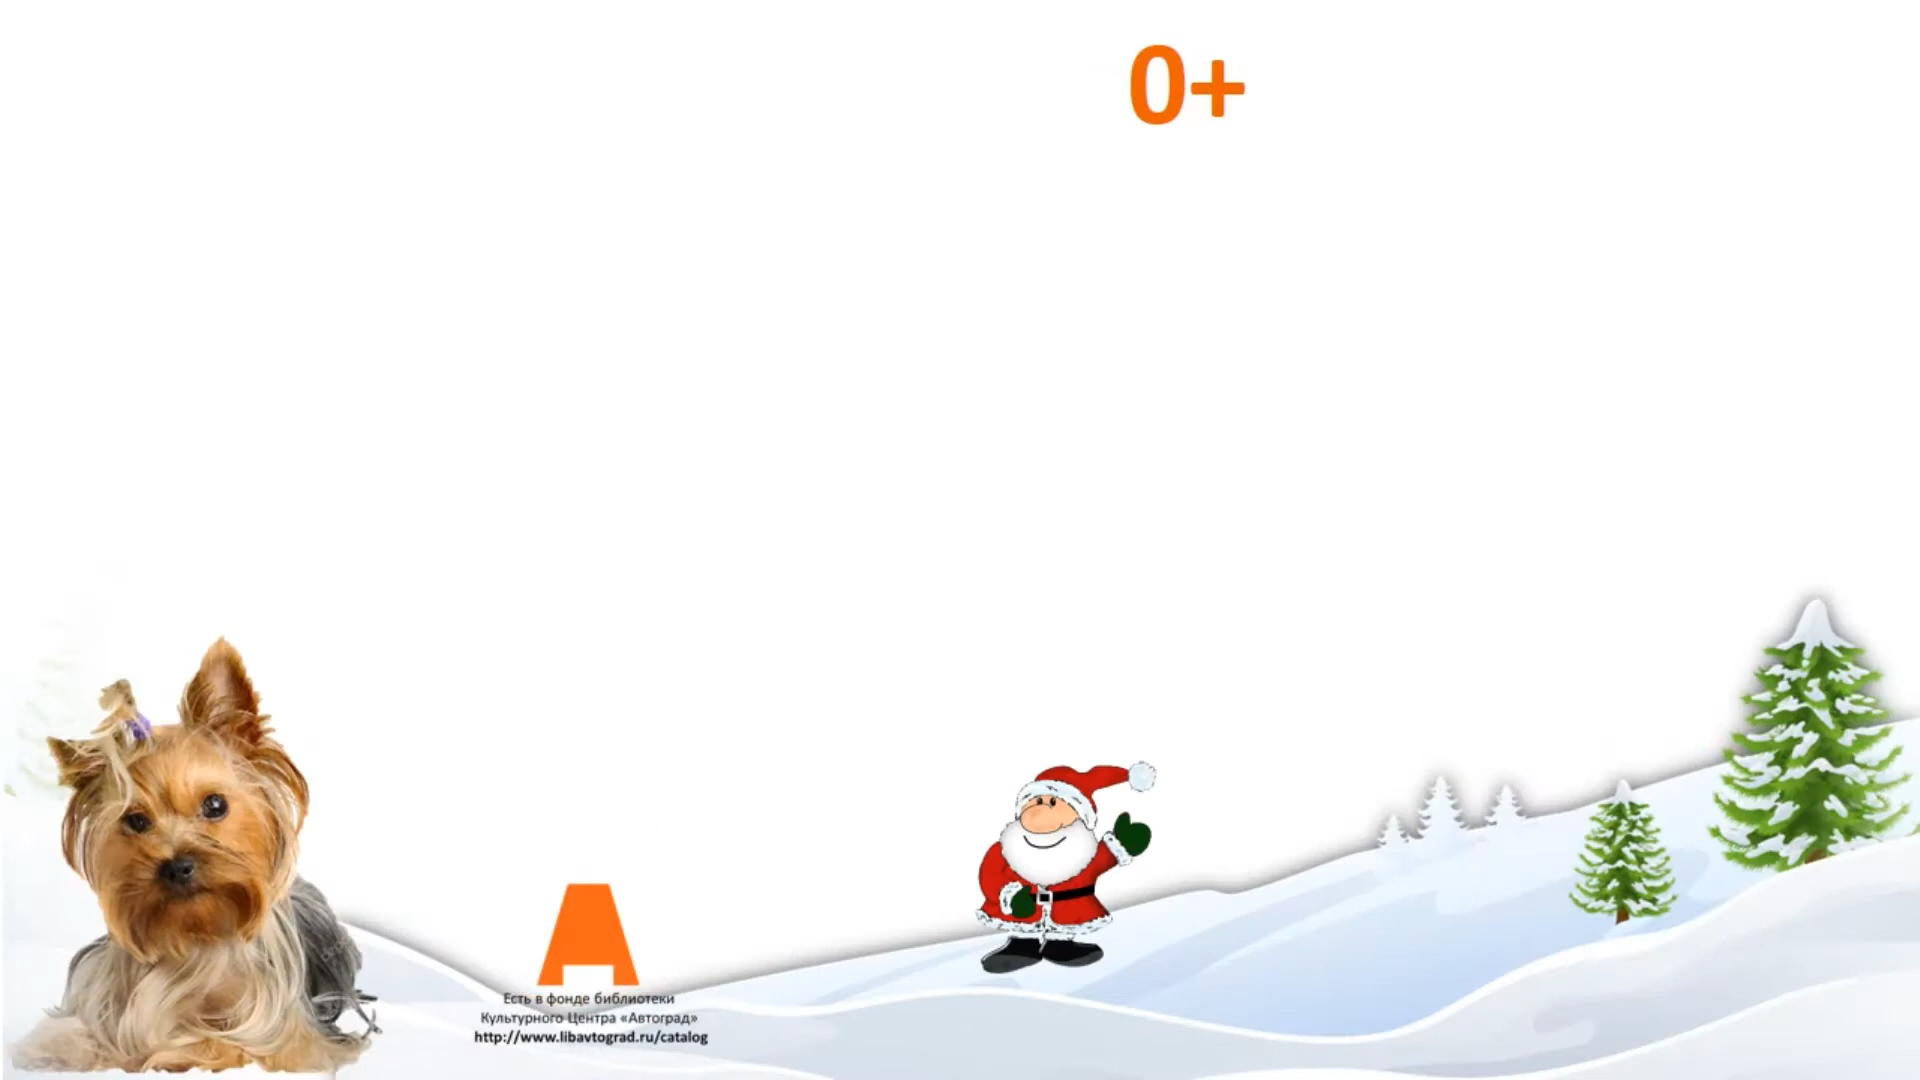 0+
A
Есть в фонде библиотеки
Культурного Центра «Автоград»
http://www.libavtograd.ru/catalog